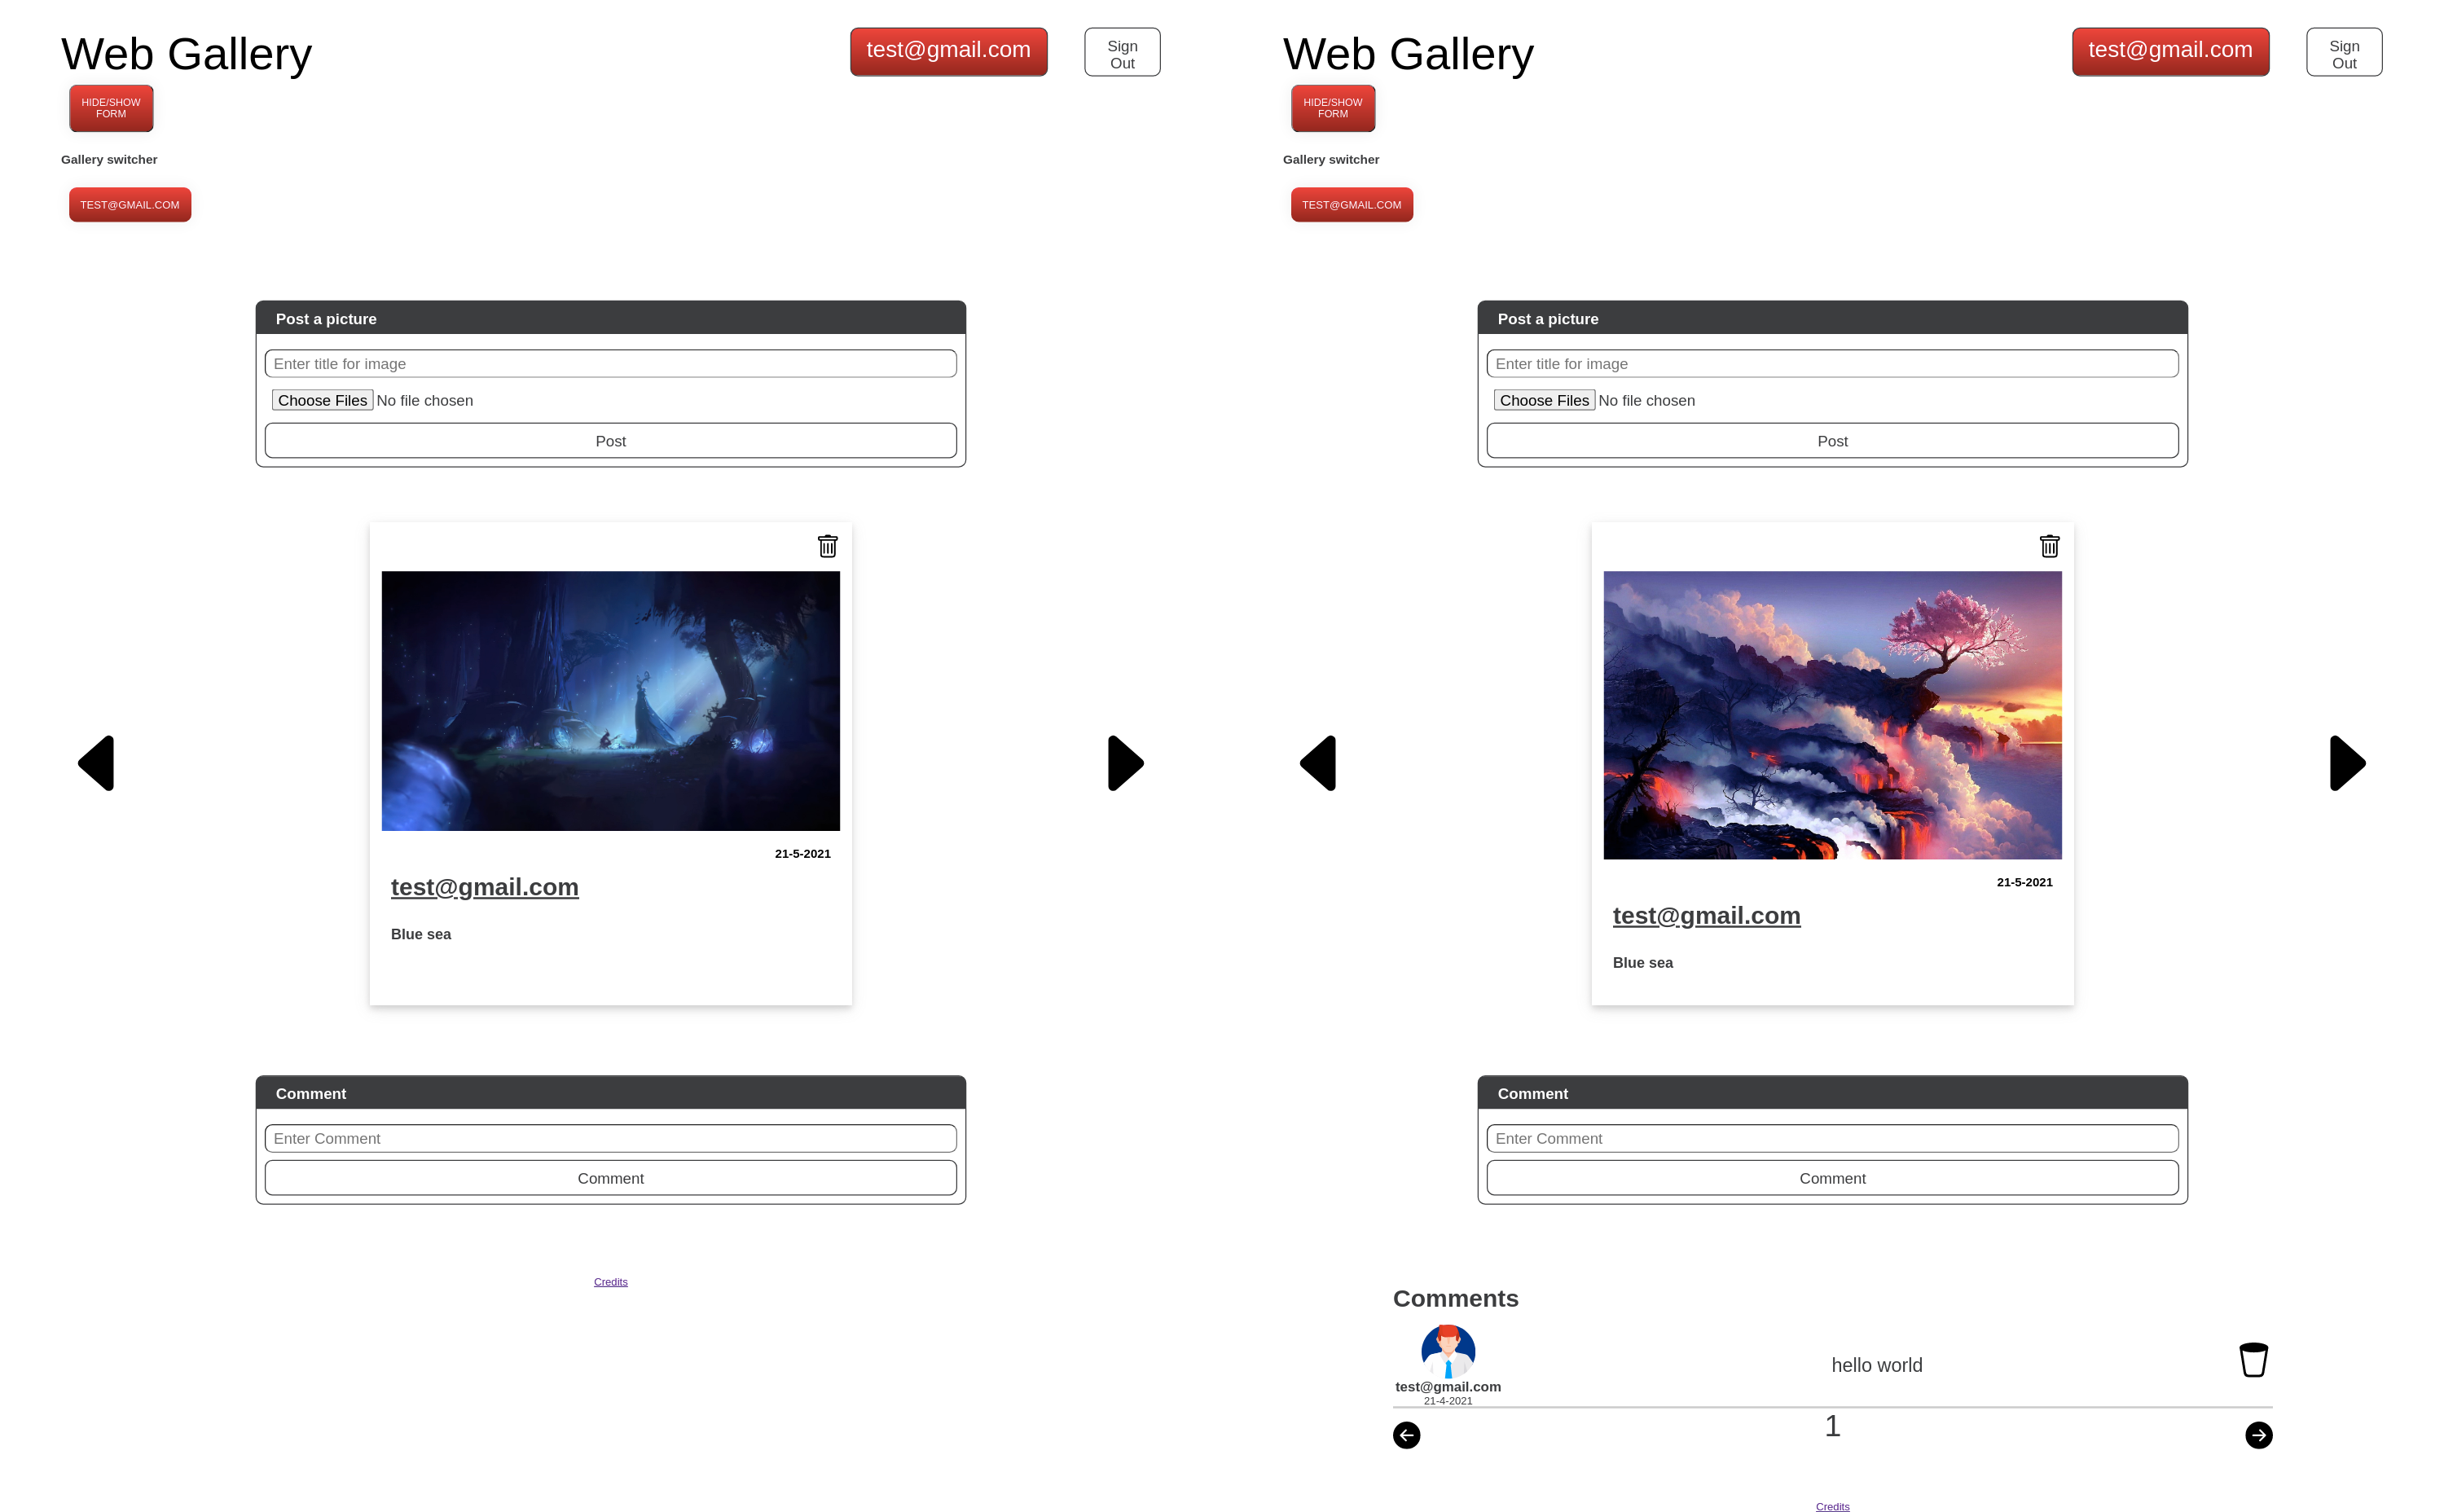 Web Gallery
test@gmail.com
Sign
Out
HIDE/SHOW
FORM
Gallery switcher
TEST@GMAIL.COM
Post a picture
Enter title for image
Choose Files No file chosen
Post
21-5-2021
test@gmail.com
Blue sea
Comment
Enter Comment
Comment
Credits
Web Gallery
test@gmail.com
Sign
Out
HIDE/SHOW
FORM
Gallery switcher
TEST@GMAIL.COM
Post a picture
Enter title for image
Choose Files No file chosen
Post
21-5-2021
test@gmail.com
Blue sea
Comment
Enter Comment
Comment
Comments
hello world
test@gmail.com
21-4-2021
1
Credits